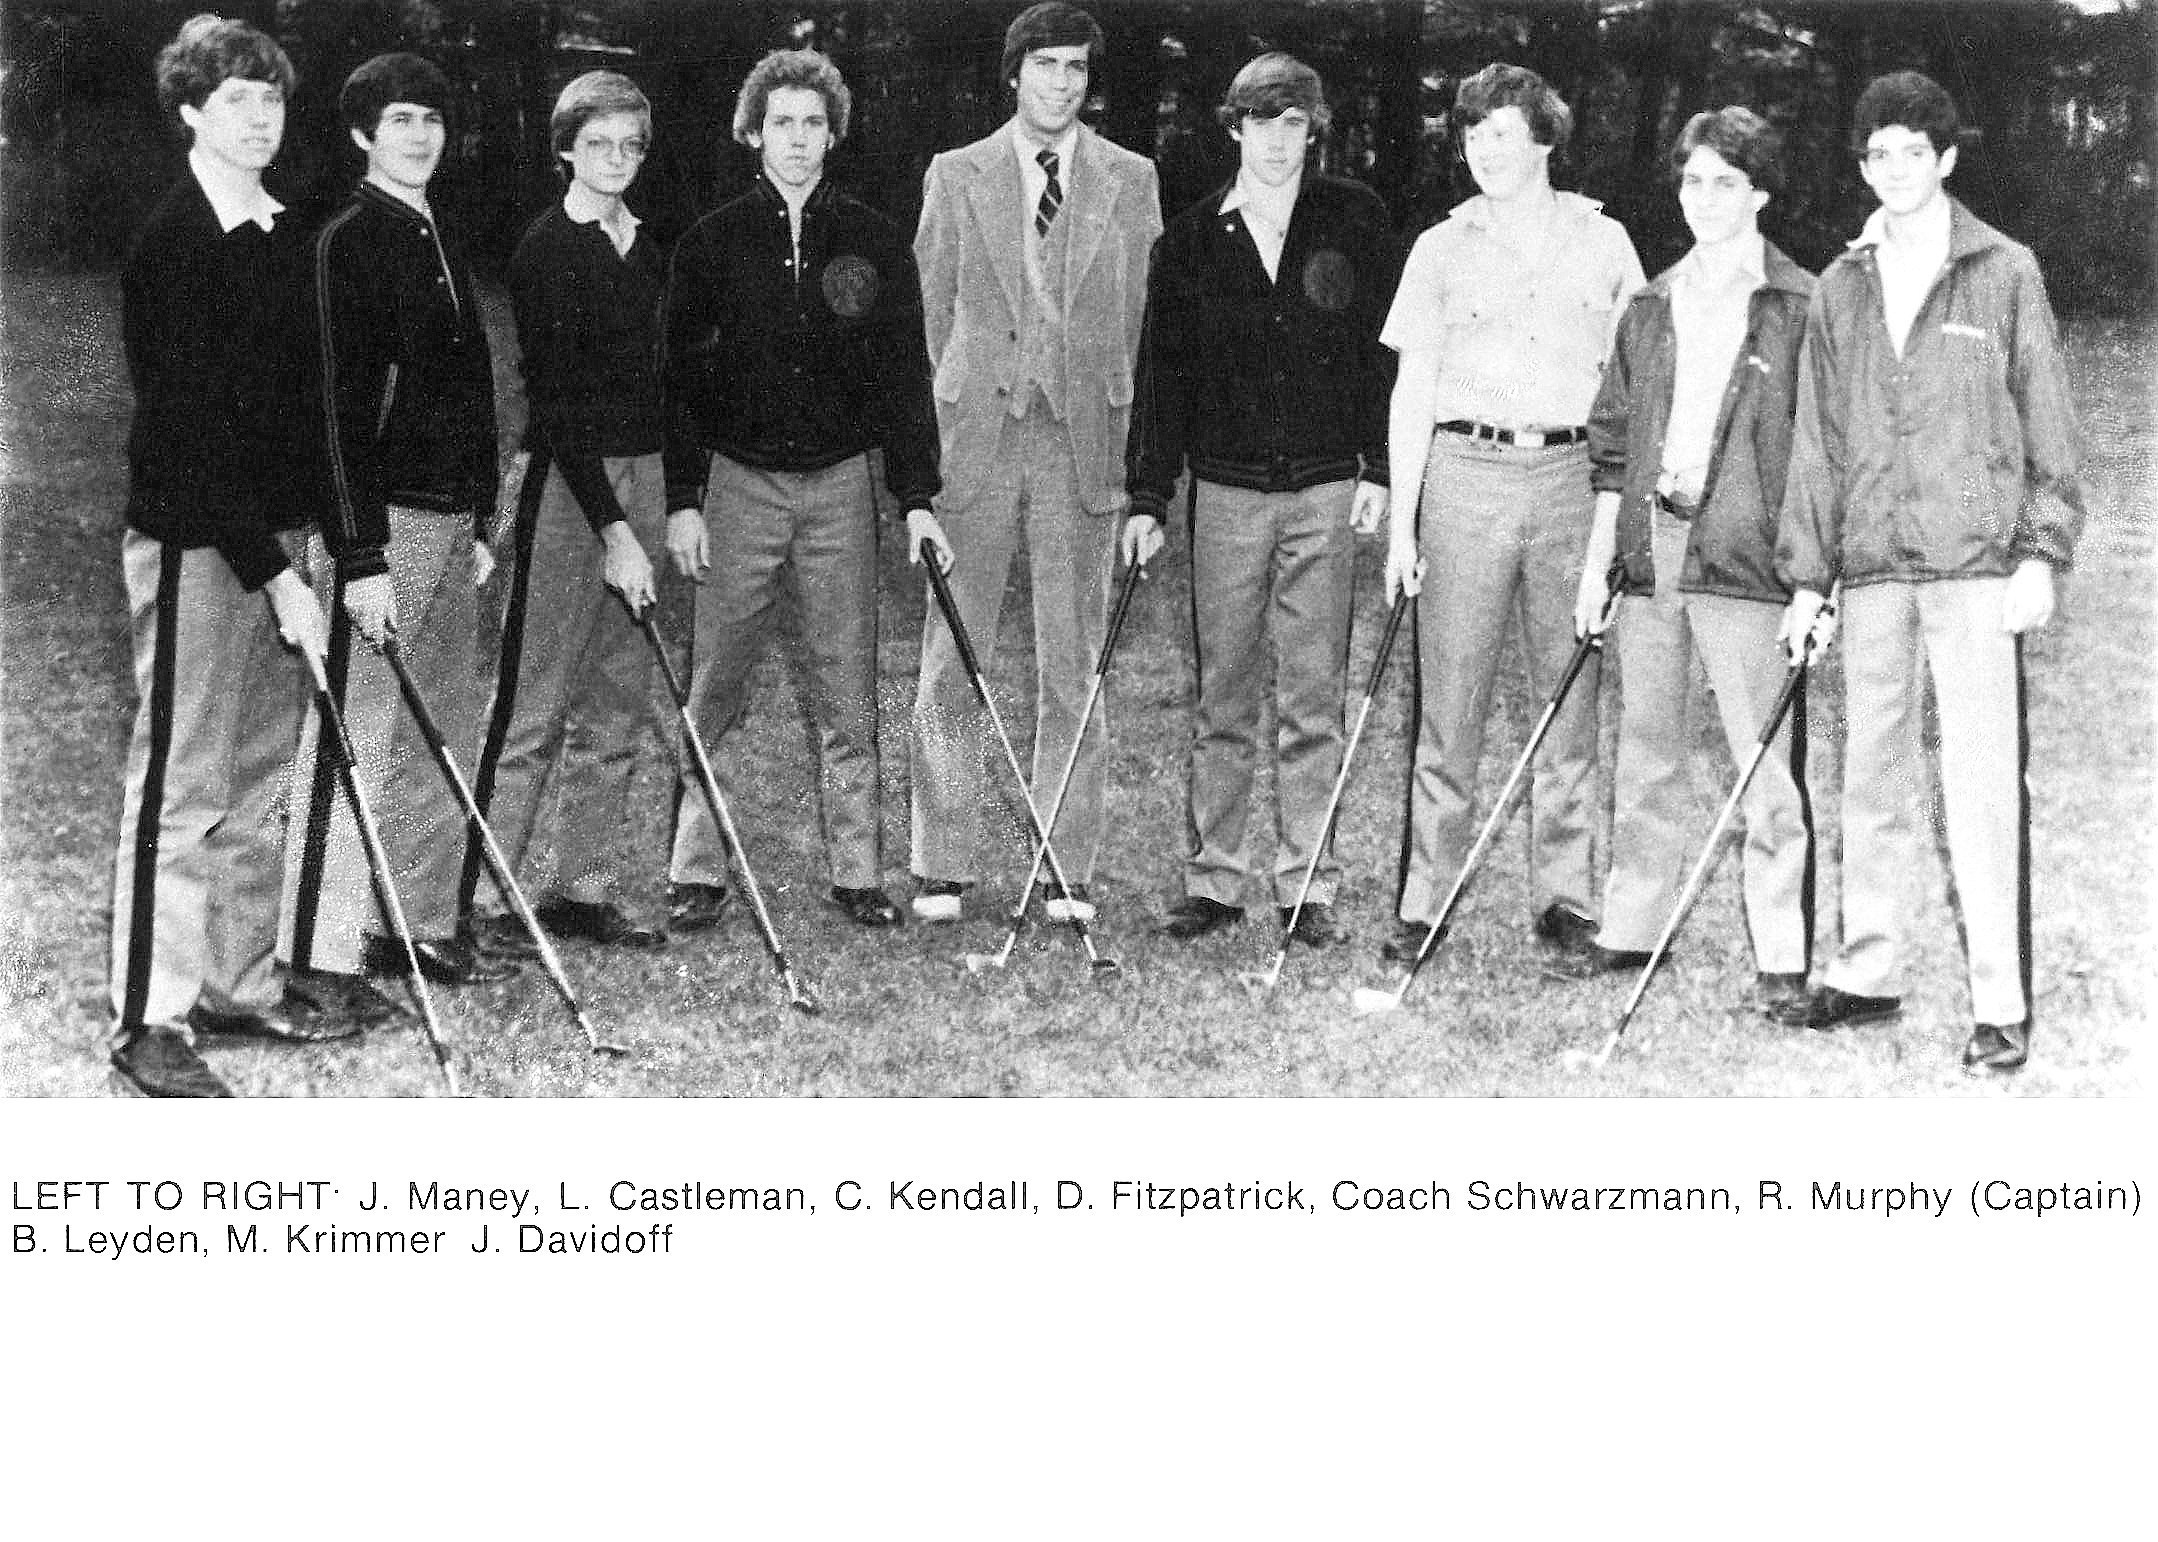 LEFT TO RIGHT· J. Maney, L. Castleman, C. Kendall, D. Fitzpatrick, Coach Schwarzmann, R. Murphy (Captain)
B. Leyden, M. Krimmer J. Davidoff